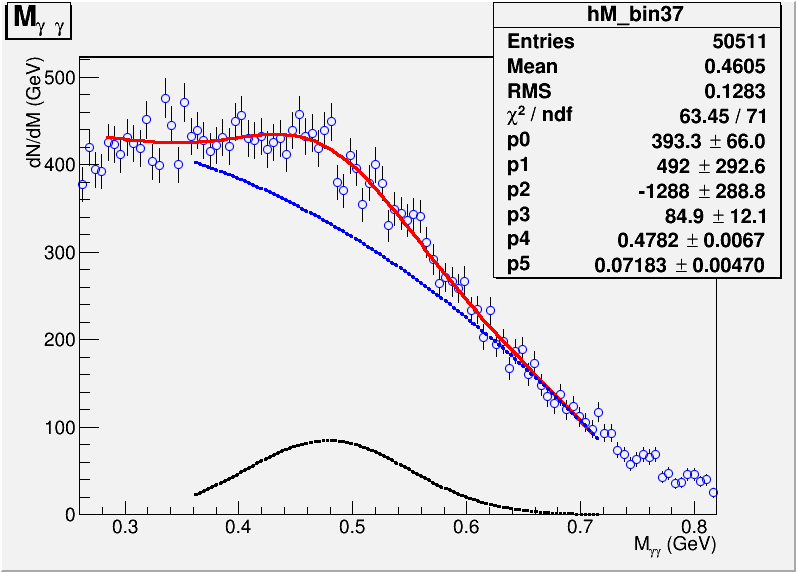 M γ γ
hM_bin37
Entries 50511
Mean 0.4605
RMS 0.1283
χ² / ndf 63.45 / 71
p0 393.3 ± 66.0
p1 492 ± 292.6
p2 -1288 ± 288.8
p3 84.9 ± 12.1
p4 0.4782 ± 0.0067
p5 0.07183 ± 0.00470
dN/dM (GeV)
500
400
300
200
100
0
0.3 0.4 0.5 0.6 0.7 0.8
M γγ (GeV)